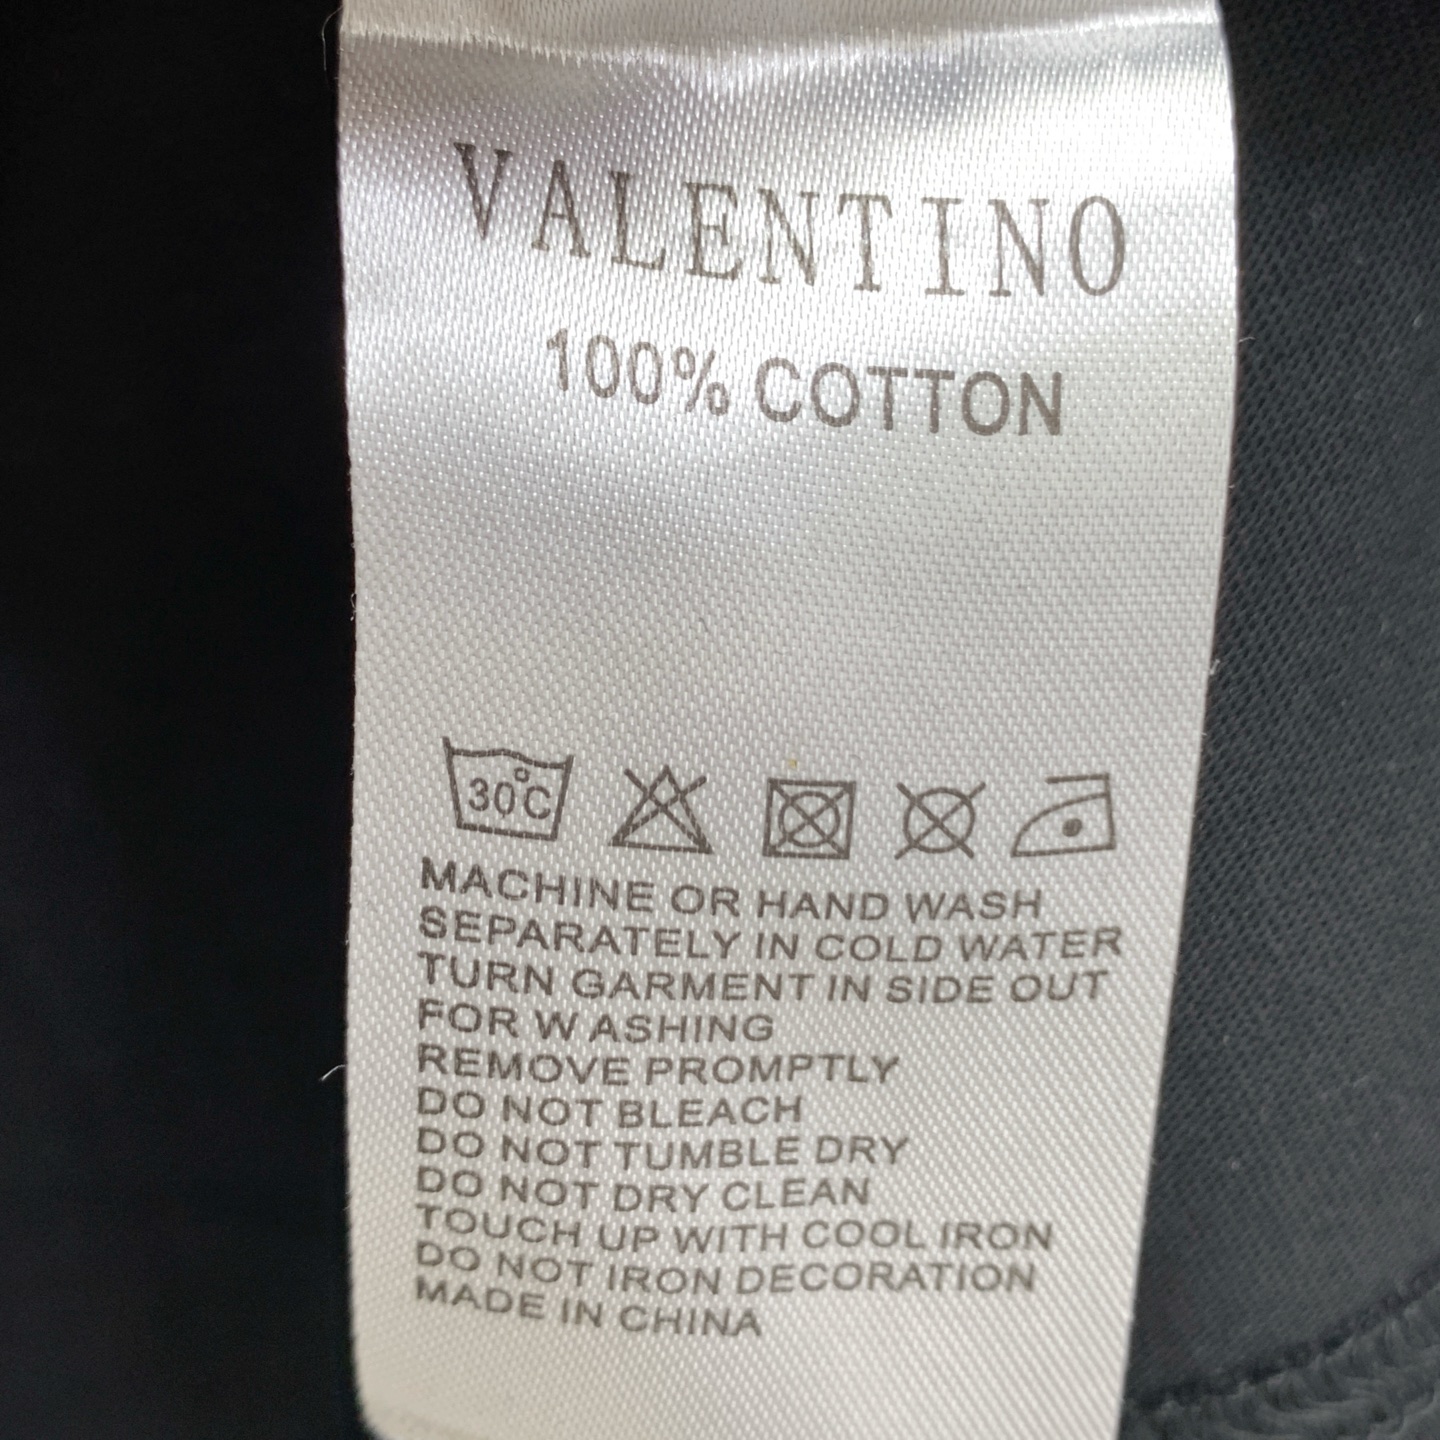 VALENTINO
100% COTTON
30°C
MACHINE OR HAND WASH
SEPARATELY IN COLD WATER
TURN GARMENT IN SIDE OUT
FOR W ASHING
REMOVE PROMPTLY
DO NOT BLEACH
DO NOT TUMBLE DRY
DO NOT DRY CLEAN
TOUCH UP WITH COOL IRON
DO NOT IRON DECORATION
MADE IN CHINA